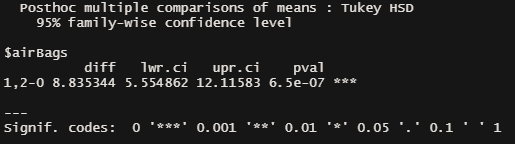 Posthoc multiple comparisons of means : Tukey HSD
95% family-wise confidence level
$airBags
diff lwr.ci upr.ci pval
1,2-0 8.835344 5.554862 12.11583 6.5e-07 ***
---
Signif. codes: 0 '***' 0.001 '**' 0.01 '*' 0.05 '.' 0.1 ' ' 1